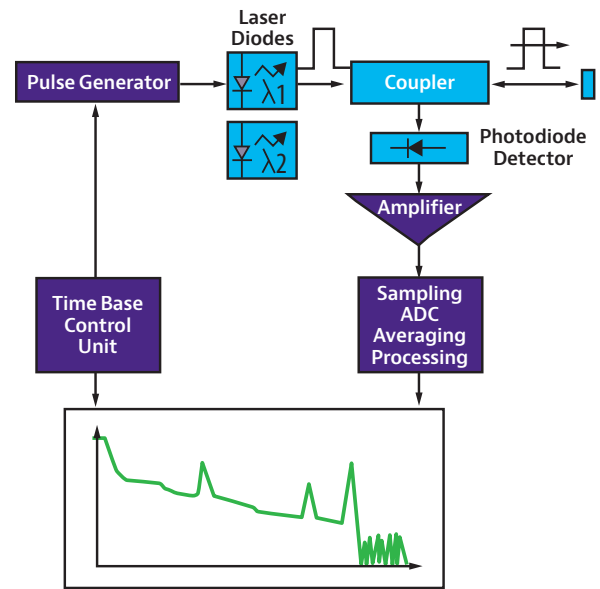 Laser
Diodes
Pulse Generator
λ1
Coupler
λ2
Photodiode
Detector
Amplifier
Time Base
Control
Unit
Sampling
ADC
Averaging
Processing